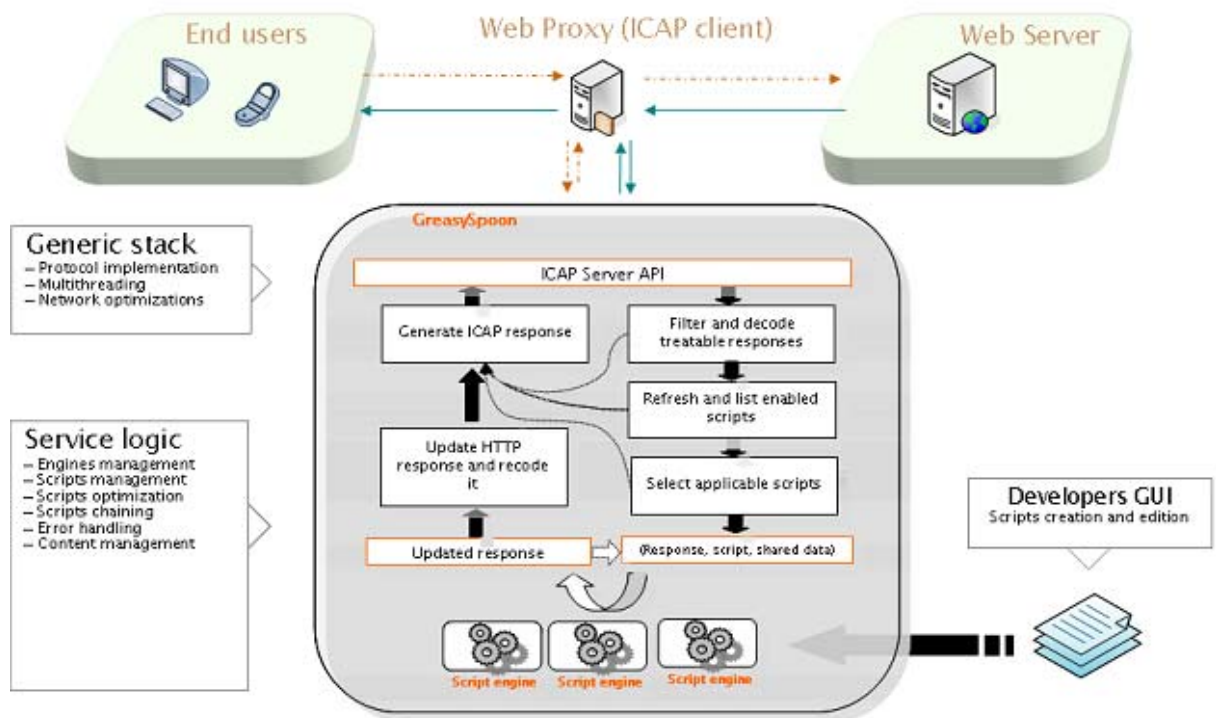 End users
Web Proxy (ICAP client)
Web Server
GreasySpoon
Generic stack
– Protocol implementation
– Multithreading
– Network optimizations
ICAP Server API
Generate ICAP response
Filter and decode
treatable responses
Refresh and list enabled
scripts
Service logic
– Engines management
– Scripts management
– Scripts optimization
– Scripts chaining
– Error handling
– Content management
Update HTTP
response and recode
it
Select applicable scripts
Developers GUI
Scripts creation and edition
Updated response
(Response, script, shared data)
Script engine
Script engine
Script engine